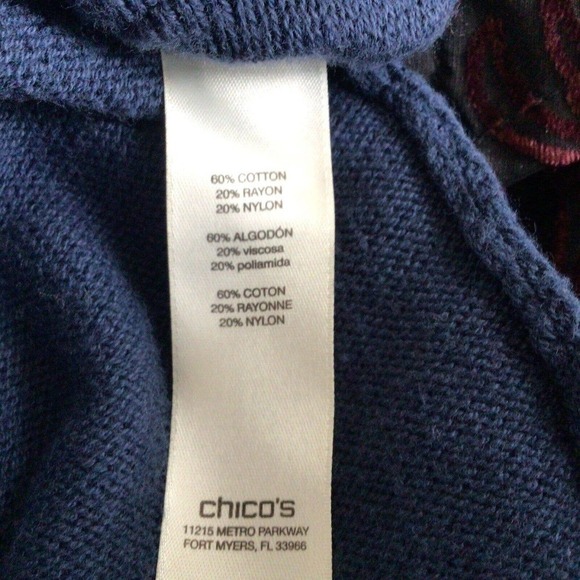 60% COTTON
20% RAYON
20% NYLON
60% ALGODÓN
20% viscosa
20% poliamida
60% COTON
20% RAYONNE
20% NYLON
chico's
11215 METRO PARKWAY
FORT MYERS, FL 33966